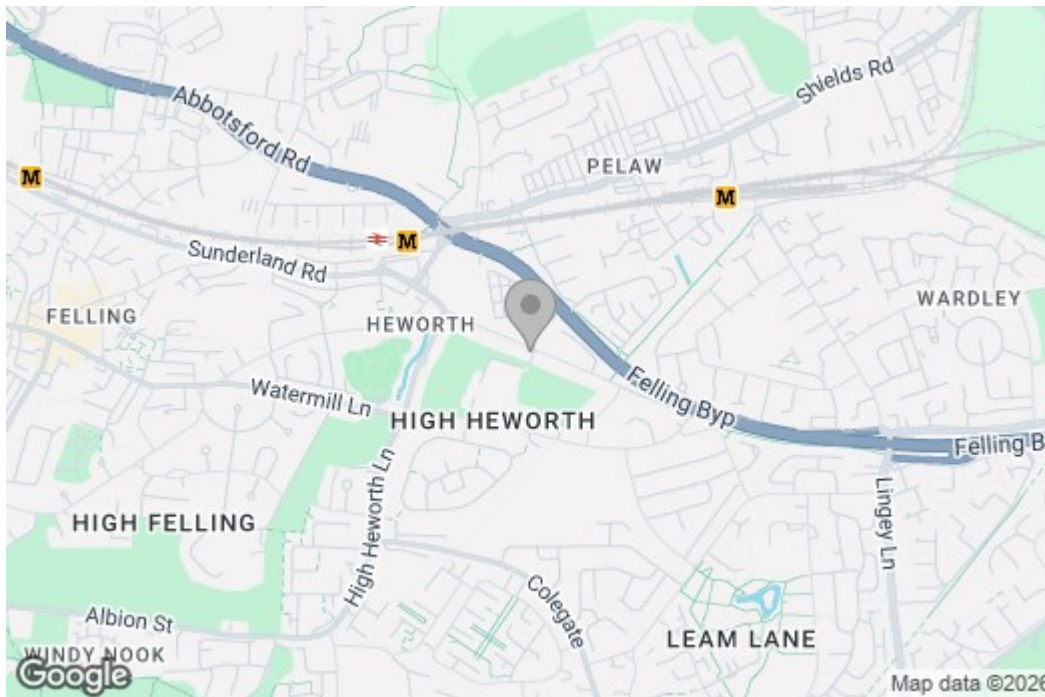 Abbotsford Rd
Shields Rd
PELAW
M
M
M
Sunderland Rd
WARDLEY
FELLING
HEWORTH
Felling Byp
Watermill Ln
HIGH HEWORTH
Felling B
High Heworth Ln
Lingey Ln
HIGH FELLING
Colegate
Albion St
LEAM LANE
WINDY NOOK
Google
Map data ©2026